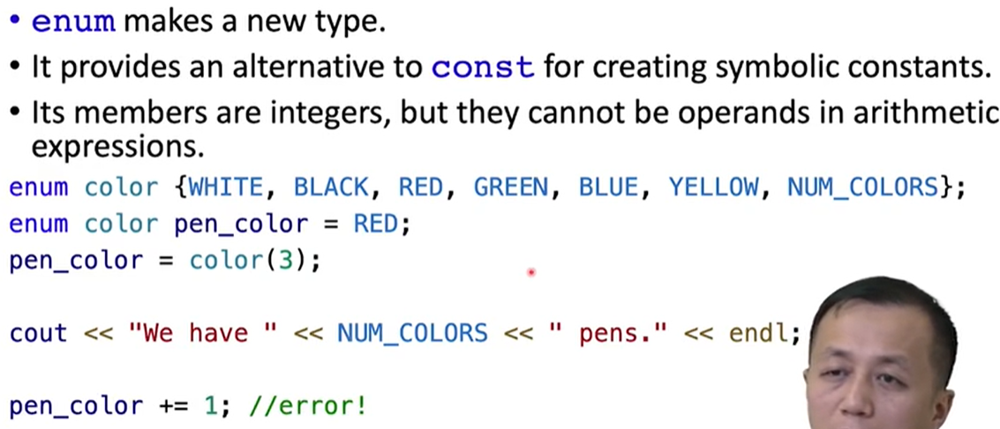 • enum makes a new type.
• It provides an alternative to const for creating symbolic constants.
• Its members are integers, but they cannot be operands in arithmetic
expressions.
enum color {WHITE, BLACK, RED, GREEN, BLUE, YELLOW, NUM_COLORS};
enum color pen_color = RED;
pen_color = color(3);
cout << "We have " << NUM_COLORS << " pens." << endl;
pen_color += 1; //error!